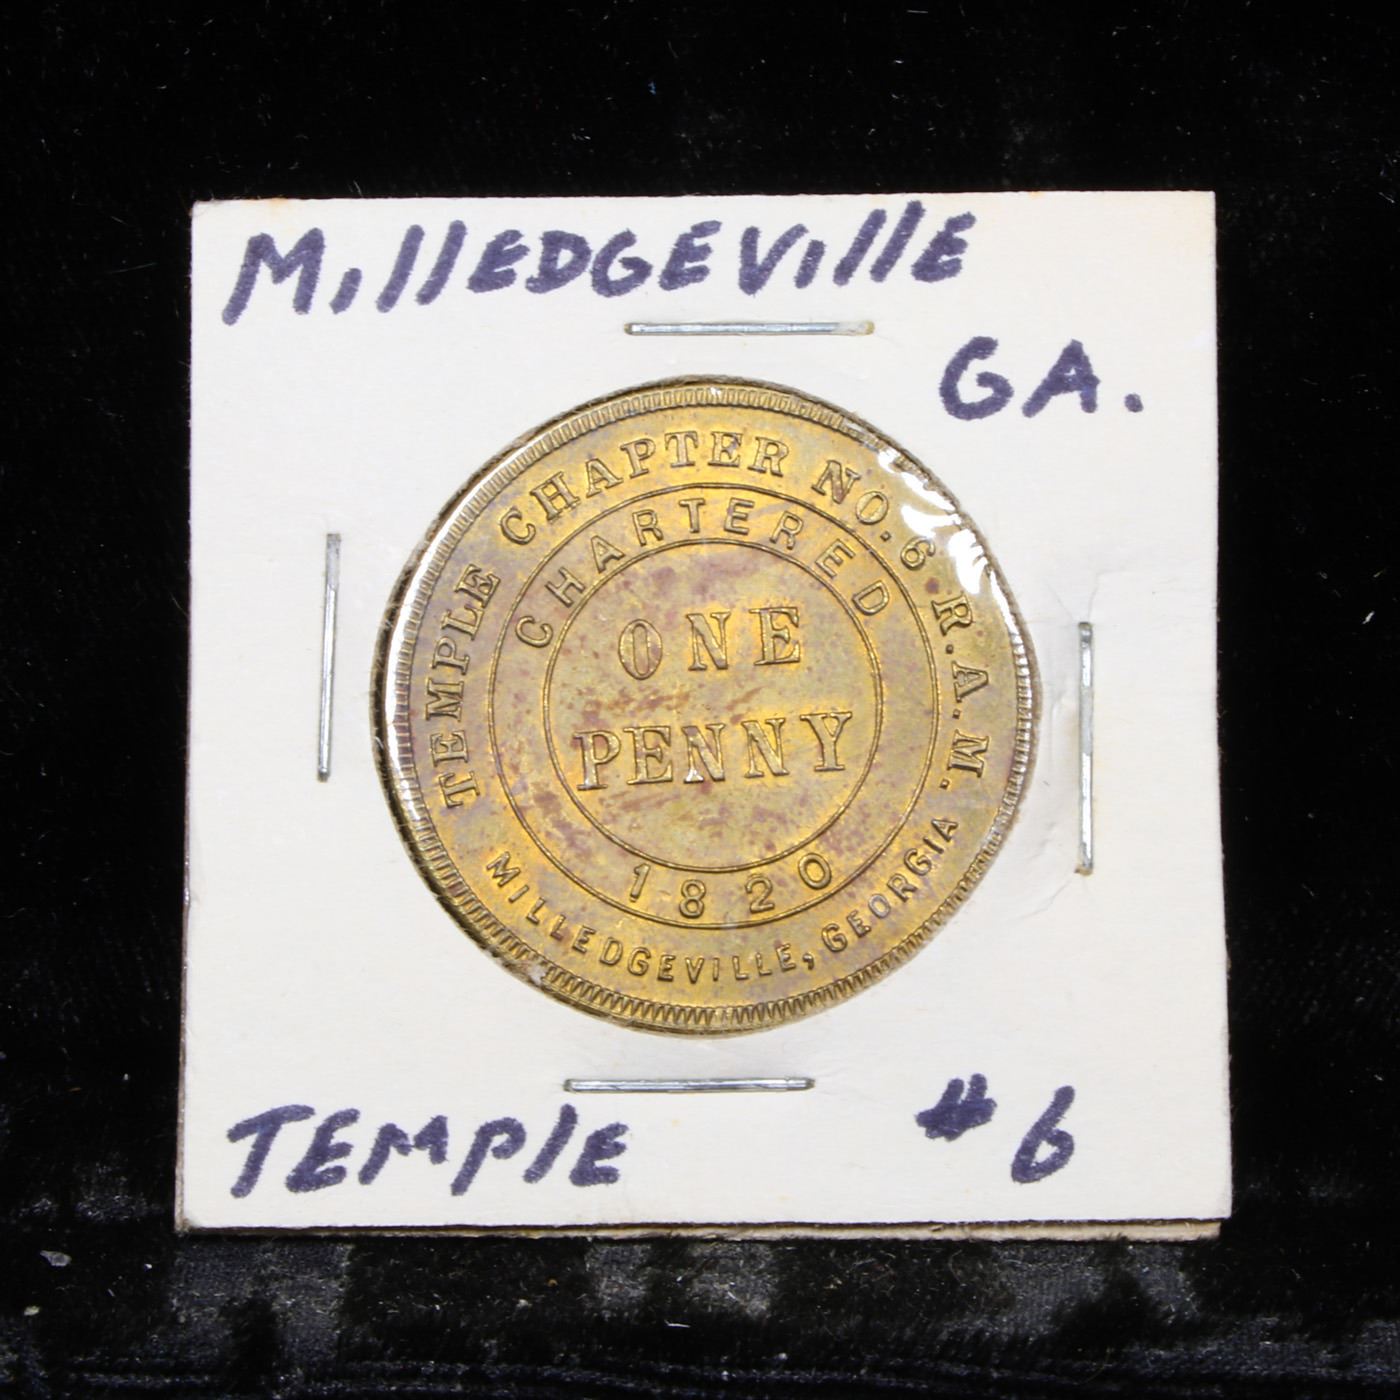 MillEDGEVillE
GA.
TEMPLE CHAPTER NO. 6 R.A.M.
CHARTERED
ONE
PENNY
1820
MILLEDGEVILLE, GEORGIA
TEMPlE #6